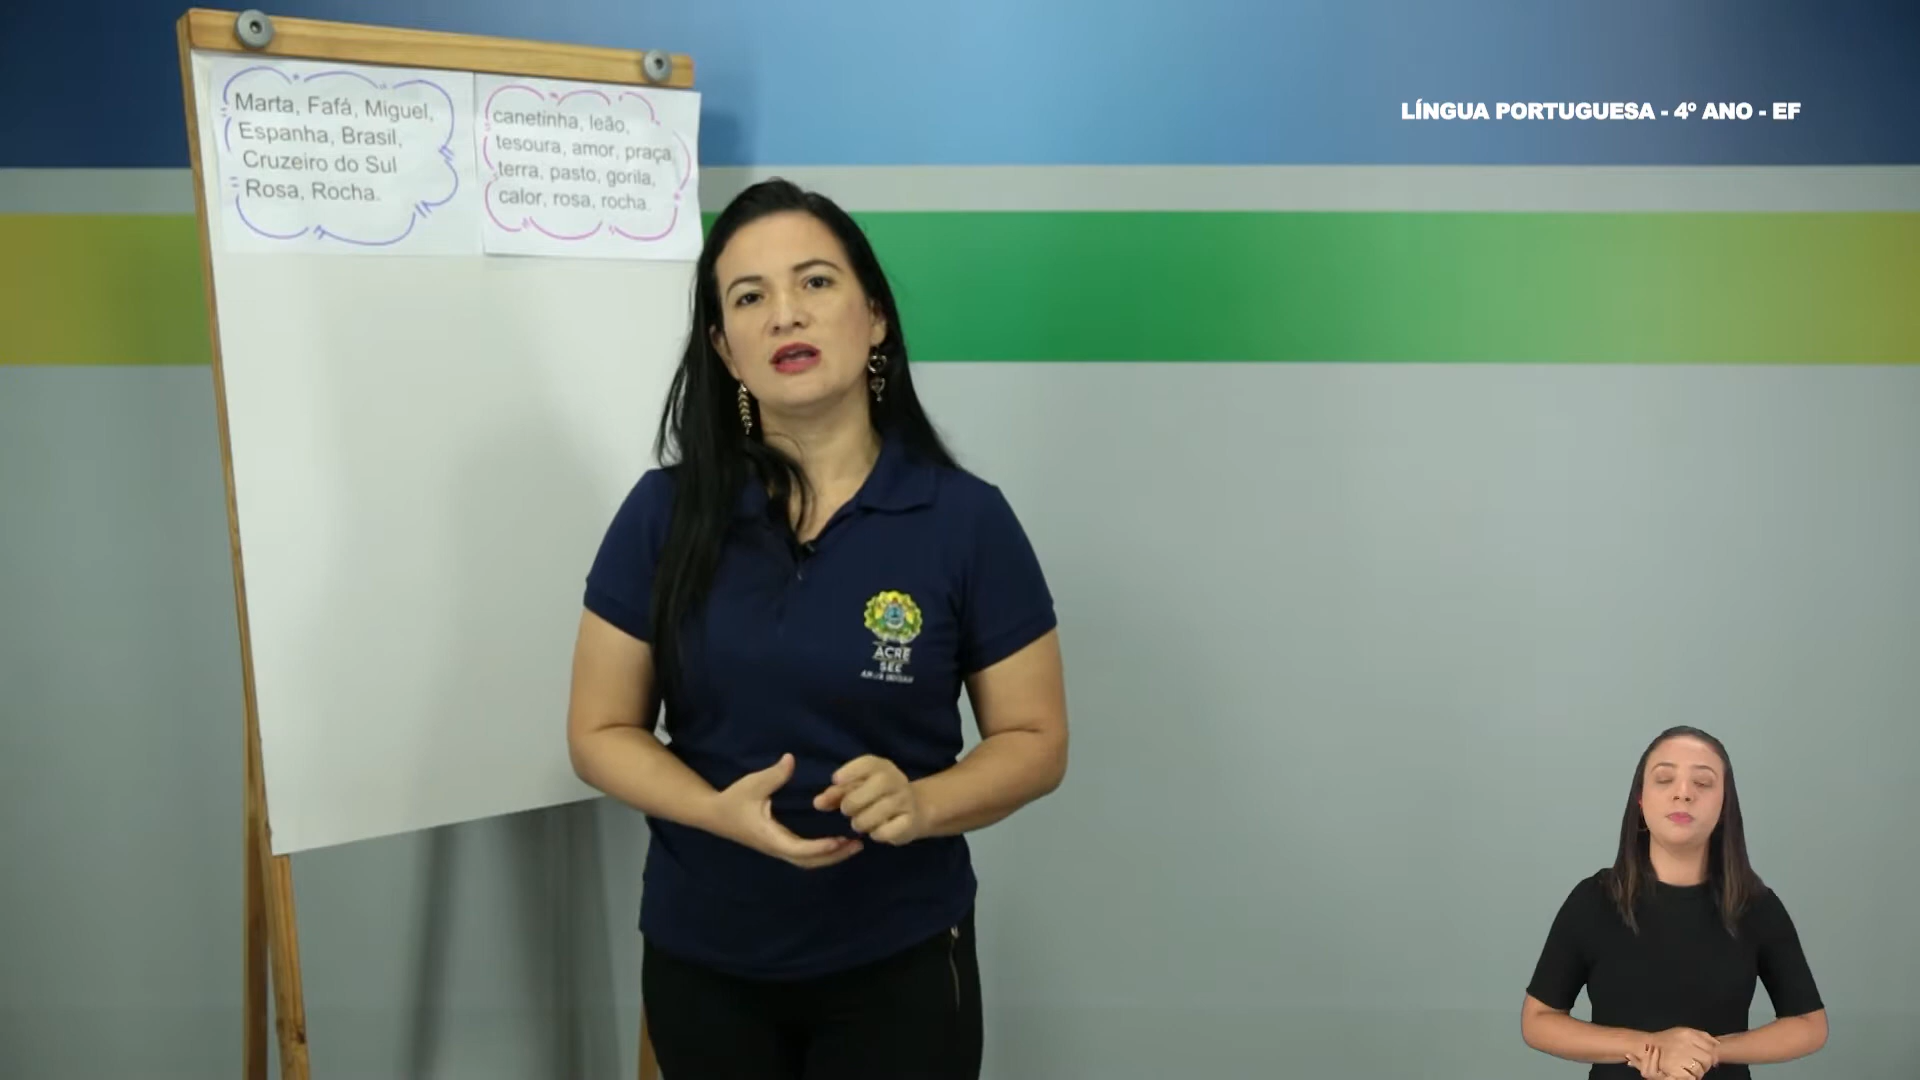 Marta, Fafá, Miguel,
Espanha, Brasil,
Cruzeiro do Sul
Rosa, Rocha.
canetinha, leão,
tesoura, amor, praça,
terra, pasto, gorila,
calor, rosa, rocha.
LÍNGUA PORTUGUESA - 4º ANO - EF
ACRE
SEE